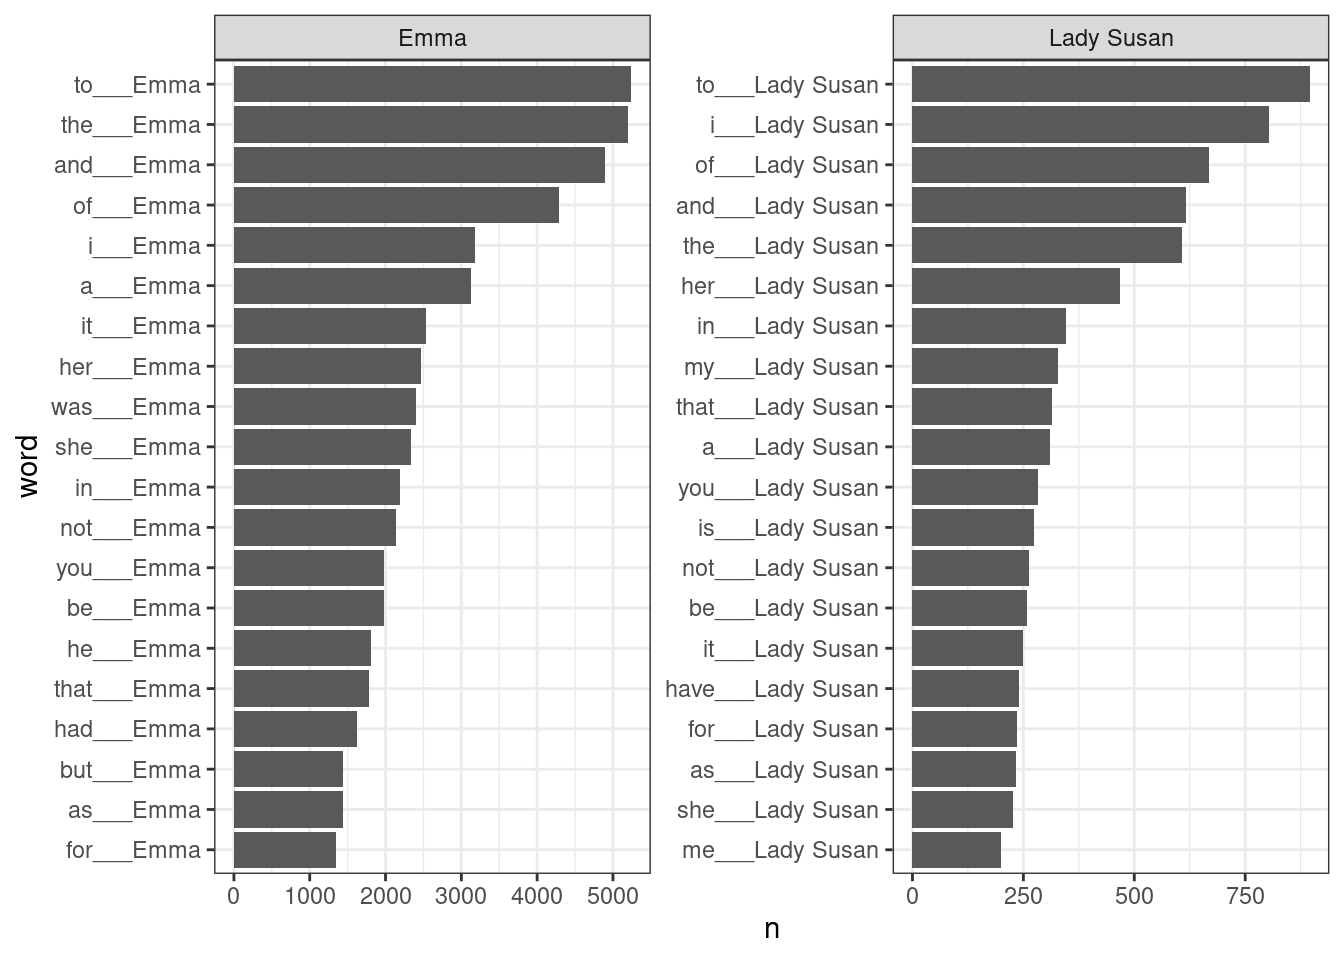 Emma
Lady Susan
word
to___Emma
the___Emma
and___Emma
of___Emma
i___Emma
a___Emma
it___Emma
her___Emma
was___Emma
she___Emma
in___Emma
not___Emma
you___Emma
be___Emma
he___Emma
that___Emma
had___Emma
but___Emma
as___Emma
for___Emma
0 1000 2000 3000 4000 5000
to___Lady Susan
i___Lady Susan
of___Lady Susan
and___Lady Susan
the___Lady Susan
her___Lady Susan
in___Lady Susan
my___Lady Susan
that___Lady Susan
a___Lady Susan
you___Lady Susan
is___Lady Susan
not___Lady Susan
be___Lady Susan
it___Lady Susan
have___Lady Susan
for___Lady Susan
as___Lady Susan
she___Lady Susan
me___Lady Susan
0 250 500 750
n